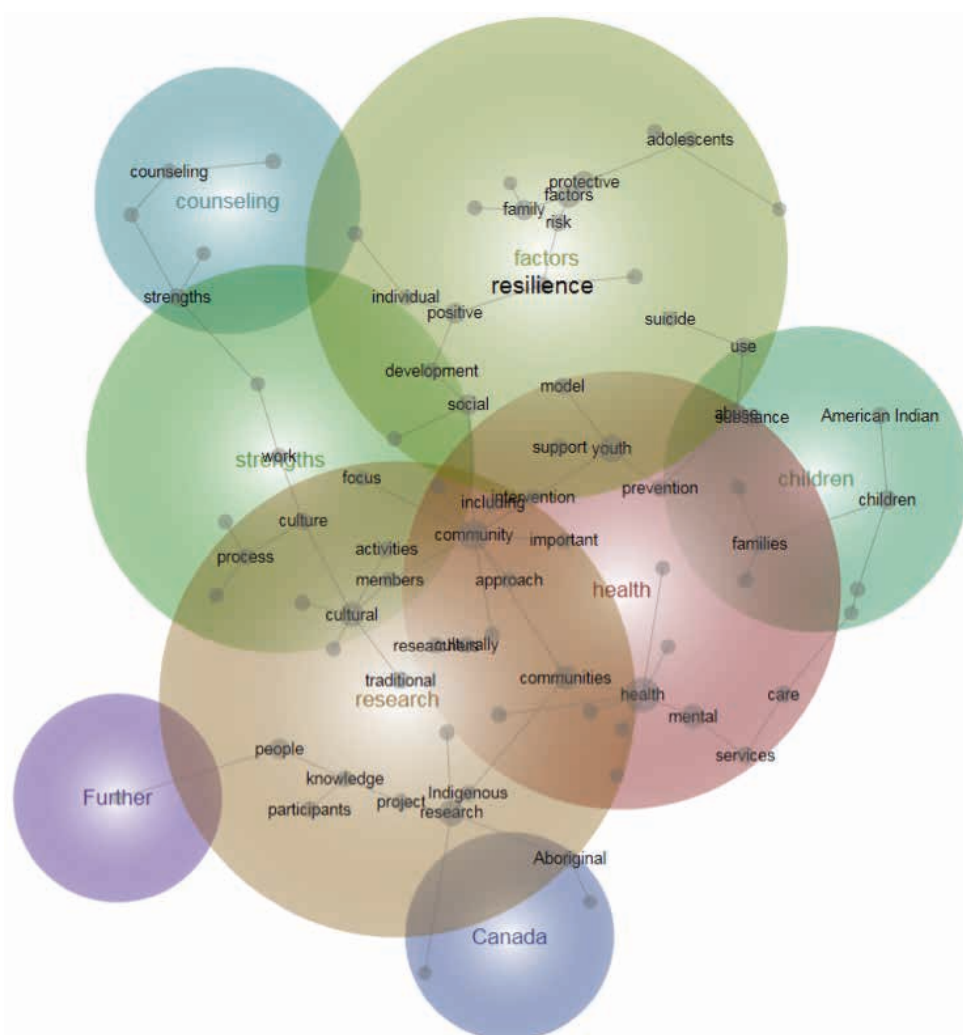 adolescents
counseling
protective
factors
counseling
family
risk
factors
resilience
strengths
individual
positive
suicide
use
development
model
social
abuse
substance
American Indian
support youth
work
strengths
focus
children
prevention
intervention
including
children
culture
community
important
activities
families
process
members
approach
health
cultural
researchers
culturally
traditional
communities
research
health
care
mental
people
services
knowledge
Further
Indigenous
participants
project
research
Aboriginal
Canada